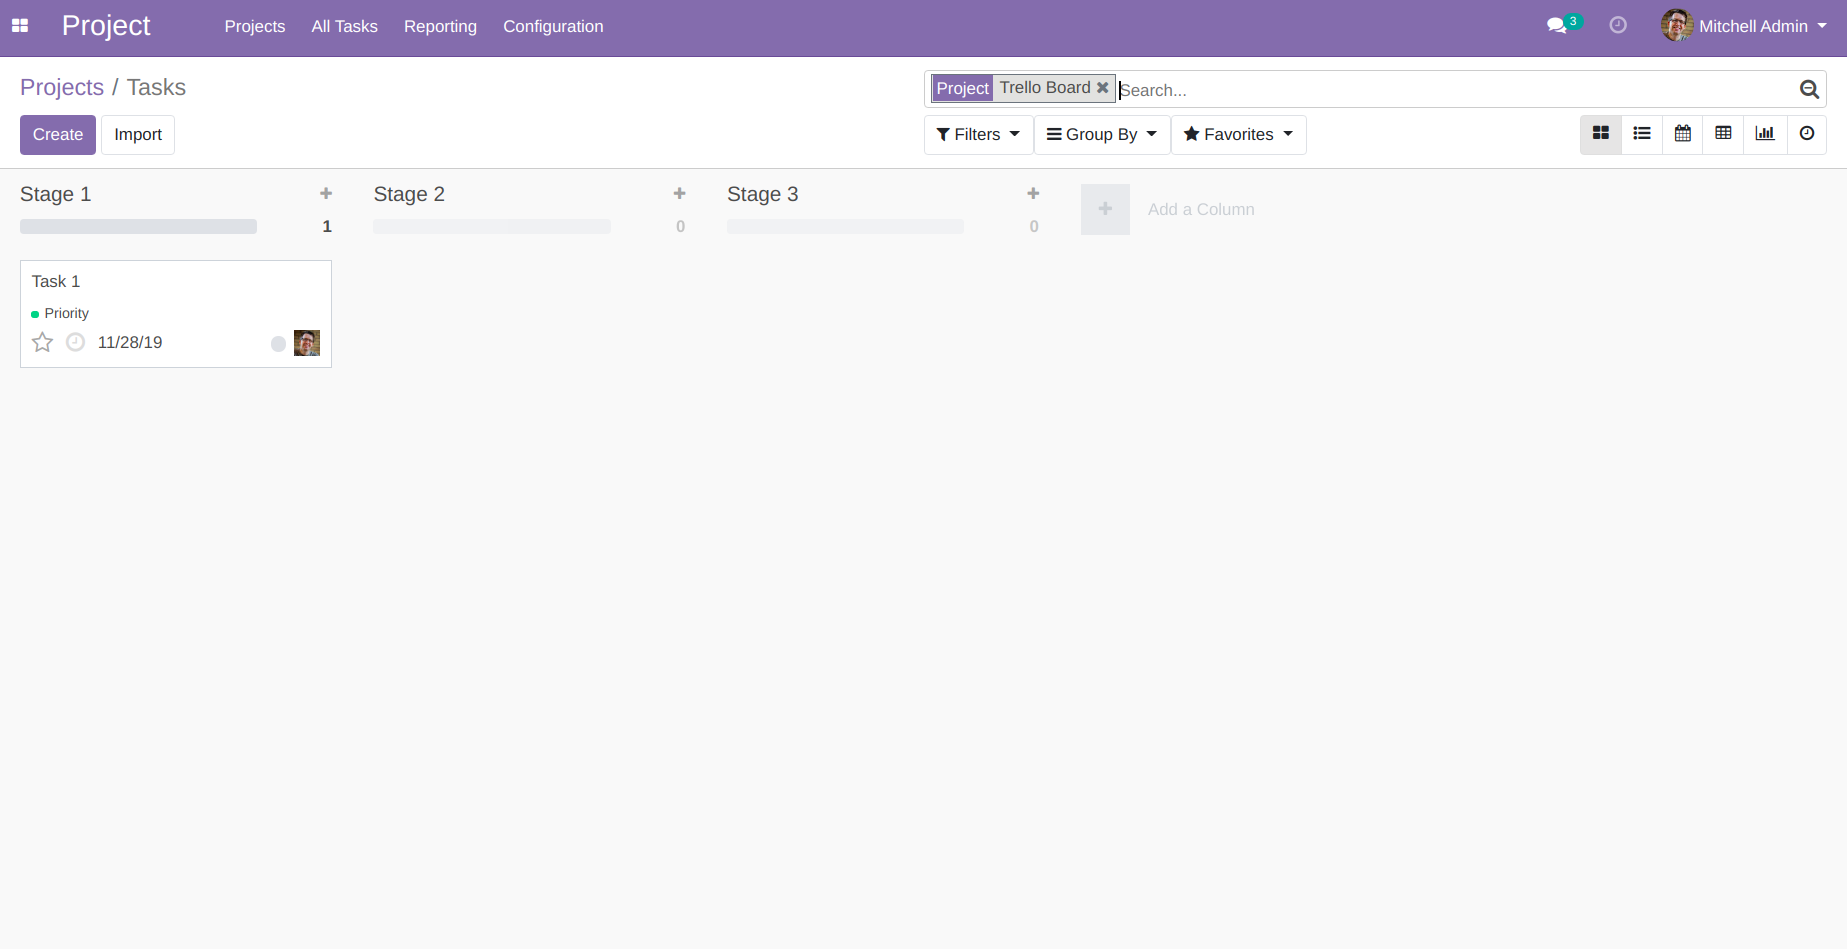 Project Projects All Tasks Reporting Configuration 3 Mitchell Admin
Projects / Tasks
Project Trello Board Search...
Create Import
Filters Group By Favorites
Stage 1
1
Stage 2
0
Stage 3
0
Add a Column
Task 1
Priority
11/28/19